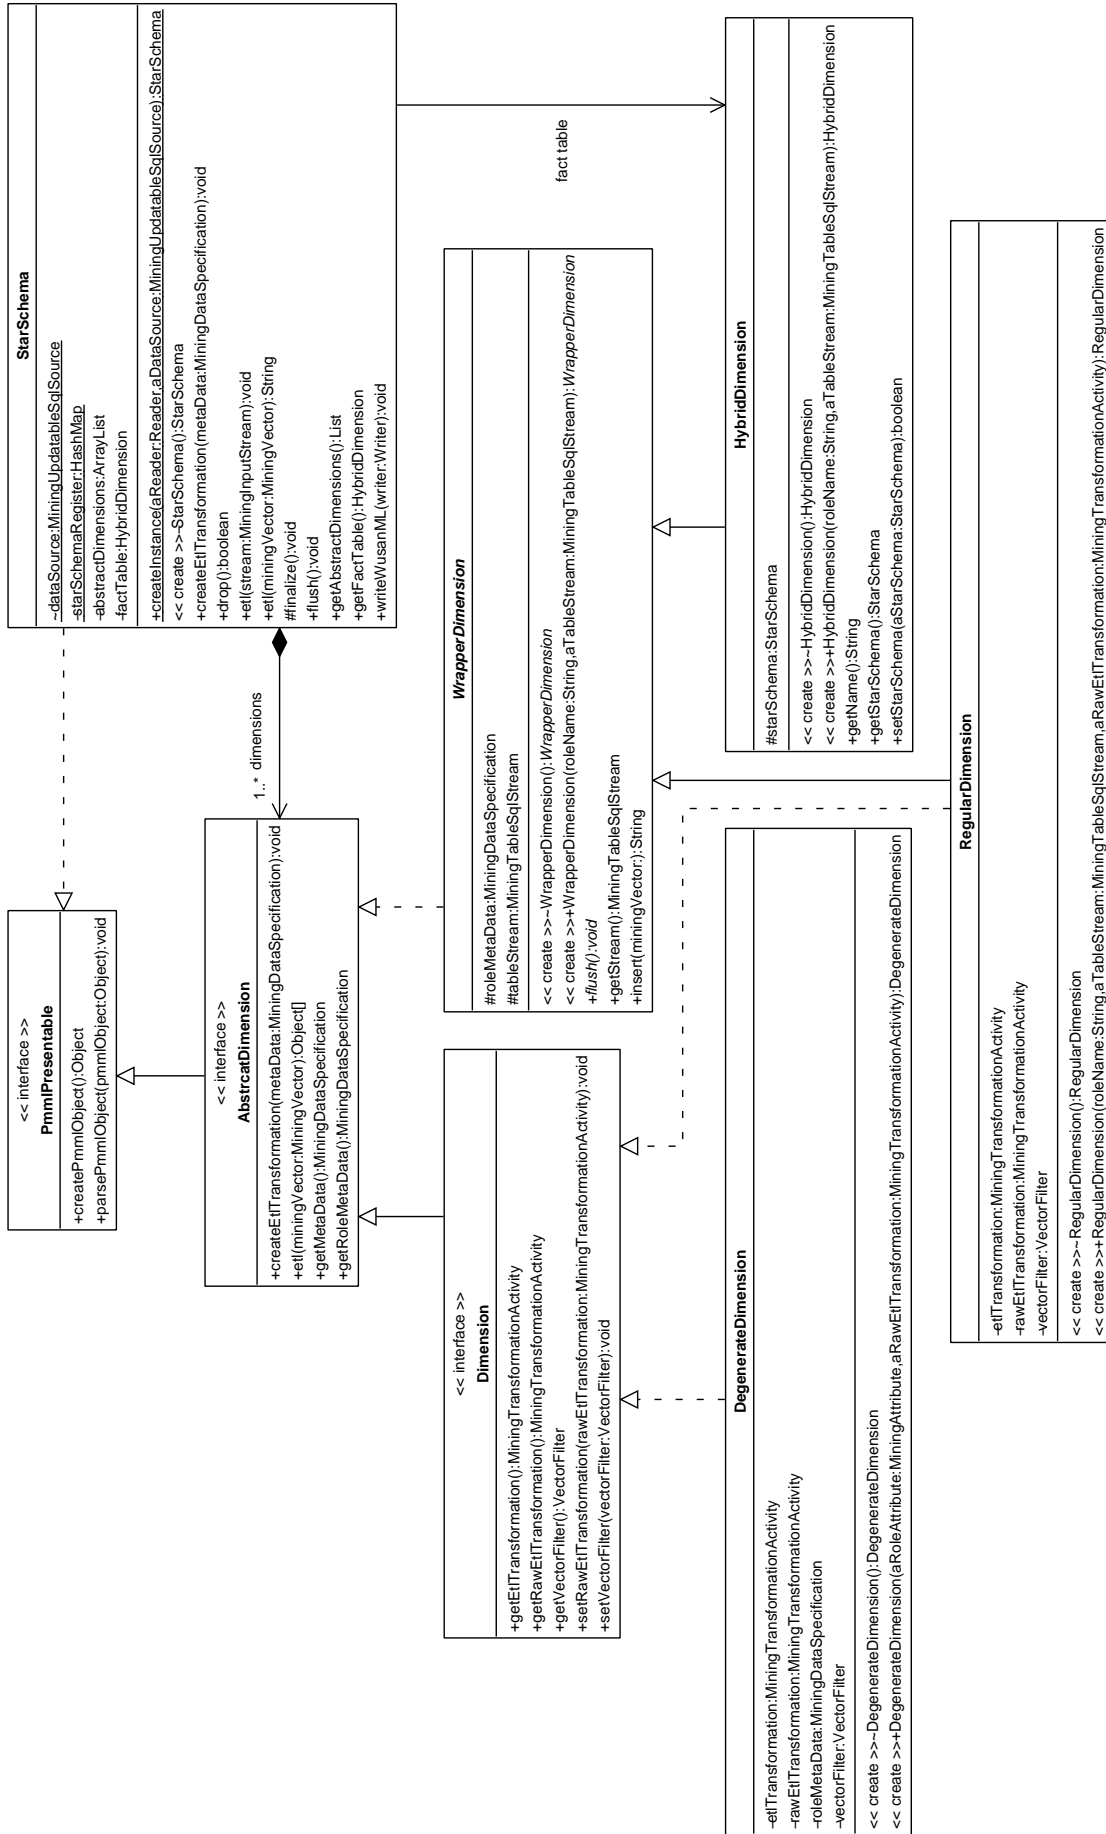 << interface >>
PmmlPresentable
+createPmmlObject():Object
+parsePmmlObject(pmmlObject:Object):void
StarSchema
~dataSource:MiningUpdatableSqlSource
-starSchemaRegister:HashMap
-abstractDimensions:ArrayList
-factTable:HybridDimension
+createInstance(aReader:Reader,aDataSource:MiningUpdatableSqlSource):StarSchema
<< create >>~StarSchema():StarSchema
+createEtlTransformation(metaData:MiningDataSpecification):void
+drop():boolean
+etl(stream:MiningInputStream):void
+etl(miningVector:MiningVector):String
#finalize():void
+flush():void
+getAbstractDimensions():List
+getFactTable():HybridDimension
+writeWusanML(writer:Writer):void
<< interface >>
AbstrcatDimension
+createEtlTransformation(metaData:MiningDataSpecification):void
+etl(miningVector:MiningVector):Object[]
+getMetaData():MiningDataSpecification
+getRoleMetaData():MiningDataSpecification
1..* dimensions
fact table
<< interface >>
Dimension
+getEtlTransformation():MiningTransformationActivity
+getRawEtlTransformation():MiningTransformationActivity
+getVectorFilter():VectorFilter
+setRawEtlTransformation(rawEtlTransformation:MiningTransformationActivity):void
+setVectorFilter(vectorFilter:VectorFilter):void
WrapperDimension
#roleMetaData:MiningDataSpecification
#tableStream:MiningTableSqlStream
<< create >>~WrapperDimension():WrapperDimension
<< create >>+WrapperDimension(roleName:String,aTableStream:MiningTableSqlStream):WrapperDimension
+flush():void
+getStream():MiningTableSqlStream
+insert(miningVector:):String
DegenerateDimension
-etlTransformation:MiningTransformationActivity
-rawEtlTransformation:MiningTransformationActivity
-roleMetaData:MiningDataSpecification
-vectorFilter:VectorFilter
<< create >>~DegenerateDimension():DegenerateDimension
<< create >>+DegenerateDimension(aRoleAttribute:MiningAttribute,aRawEtlTransformation:MiningTransformationActivity):DegenerateDimension
HybridDimension
#starSchema:StarSchema
<< create >>~HybridDimension():HybridDimension
<< create >>+HybridDimension(roleName:String,aTableStream:MiningTableSqlStream):HybridDimension
+getName():String
+getStarSchema():StarSchema
+setStarSchema(aStarSchema:StarSchema):boolean
RegularDimension
-etlTransformation:MiningTransformationActivity
-rawEtlTransformation:MiningTransformationActivity
-vectorFilter:VectorFilter
<< create >>~RegularDimension():RegularDimension
<< create >>+RegularDimension(roleName:String,aTableStream:MiningTableSqlStream,aRawEtlTransformation:MiningTransformationActivity):RegularDimension